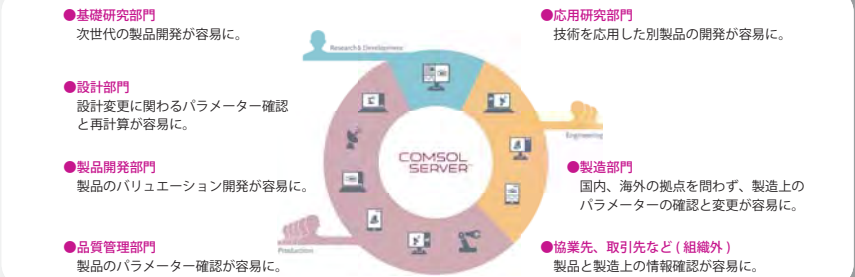 ●基礎研究部門
次世代の製品開発が容易に。
●設計部門
設計変更に関わるパラメーター確認
と再計算が容易に。
●製品開発部門
製品のバリュエーション開発が容易に。
●品質管理部門
製品のパラメーター確認が容易に。
Research & Development
Engineering
Production
COMSOL
SERVER™
●応用研究部門
技術を応用した別製品の開発が容易に。
●製造部門
国内、海外の拠点を問わず、製造上の
パラメーターの確認と変更が容易に。
●協業先、取引先など ( 組織外 )
製品と製造上の情報確認が容易に。